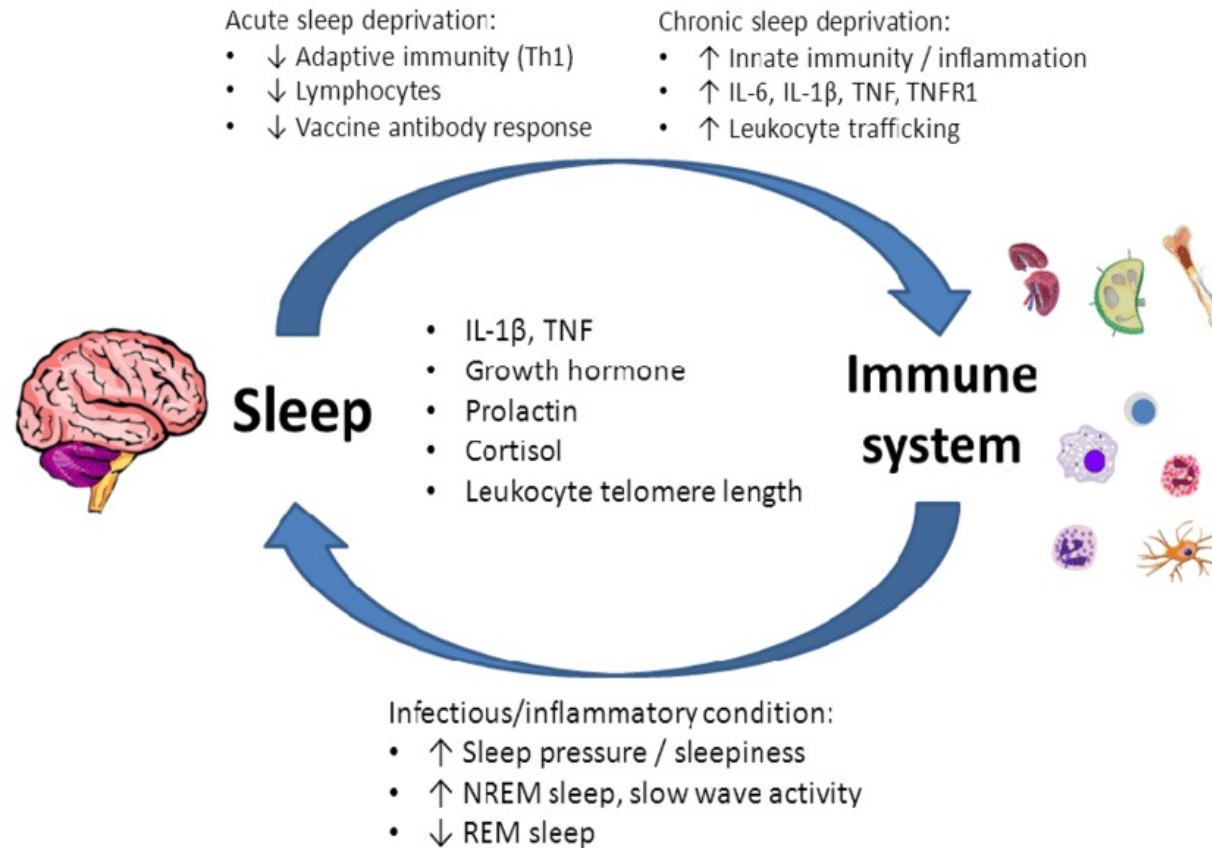 Acute sleep deprivation:
• ↓ Adaptive immunity (Th1)
• ↓ Lymphocytes
• ↓ Vaccine antibody response
Chronic sleep deprivation:
• ↑ Innate immunity / inflammation
• ↑ IL-6, IL-1β, TNF, TNFR1
• ↑ Leukocyte trafficking
Sleep
• IL-1β, TNF
• Growth hormone
• Prolactin
• Cortisol
• Leukocyte telomere length
Immune
system
Infectious/inflammatory condition:
• ↑ Sleep pressure / sleepiness
• ↑ NREM sleep, slow wave activity
• ↓ REM sleep